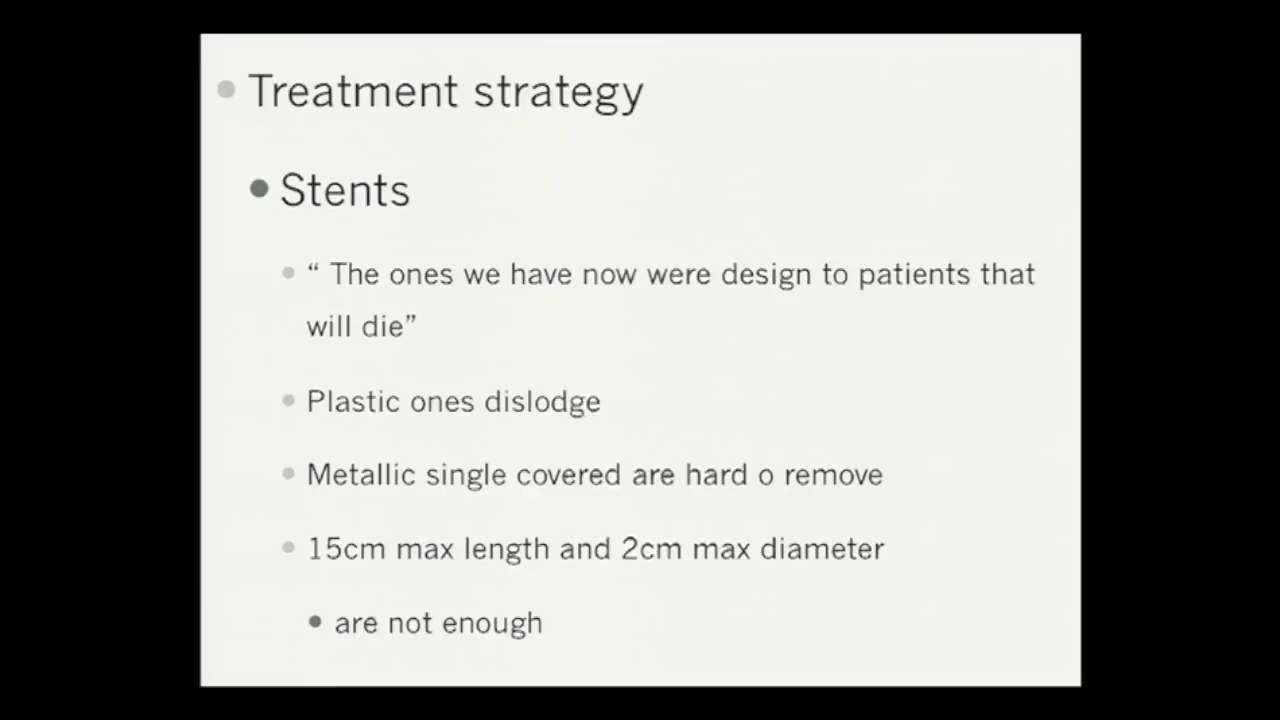 Treatment strategy
Stents
“ The ones we have now were design to patients that
will die”
Plastic ones dislodge
Metallic single covered are hard o remove
15cm max length and 2cm max diameter
are not enough